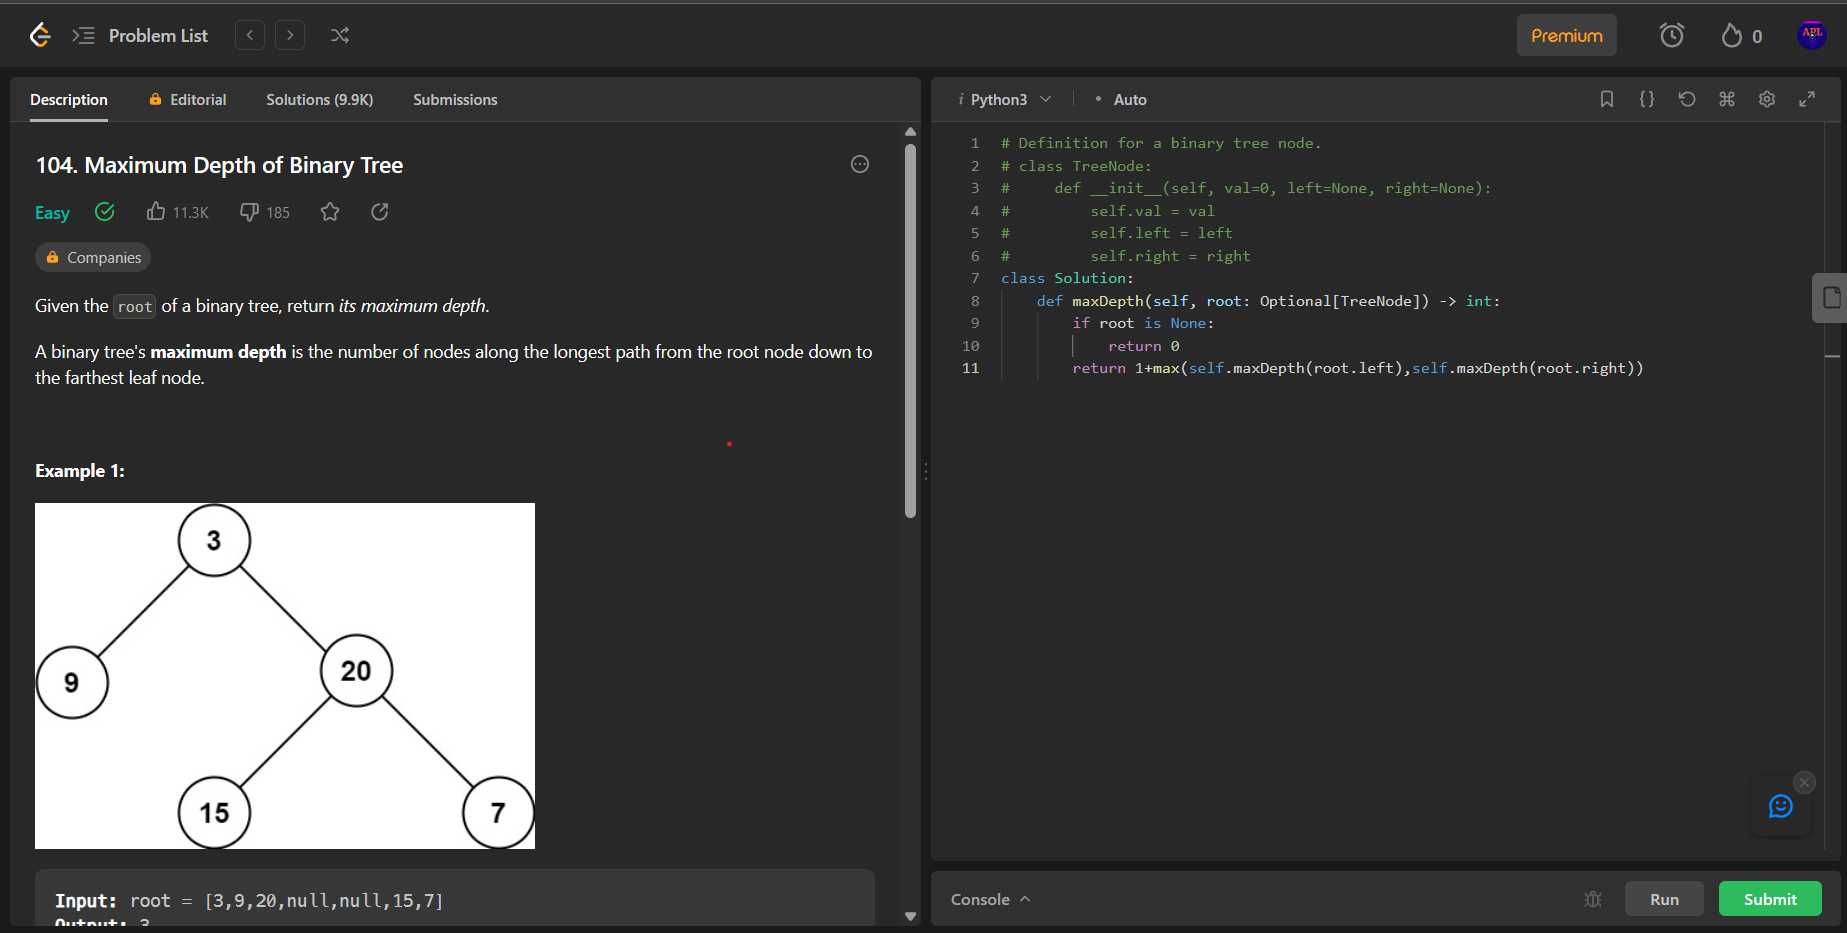 Problem List
Premium
0
APL
Description
Editorial
Solutions (9.9K)
Submissions
104. Maximum Depth of Binary Tree
Easy
11.3K
185
Companies
Given the root of a binary tree, return its maximum depth.
A binary tree's maximum depth is the number of nodes along the longest path from the root node down to
the farthest leaf node.
Example 1:
3
9
20
15
7
Input: root = [3,9,20,null,null,15,7]
Output: 3
i Python3
• Auto
1 # Definition for a binary tree node.
2 # class TreeNode:
3 #     def __init__(self, val=0, left=None, right=None):
4 #         self.val = val
5 #         self.left = left
6 #         self.right = right
7 class Solution:
8     def maxDepth(self, root: Optional[TreeNode]) -> int:
9         if root is None:
10             return 0
11         return 1+max(self.maxDepth(root.left),self.maxDepth(root.right))
Console
Run
Submit